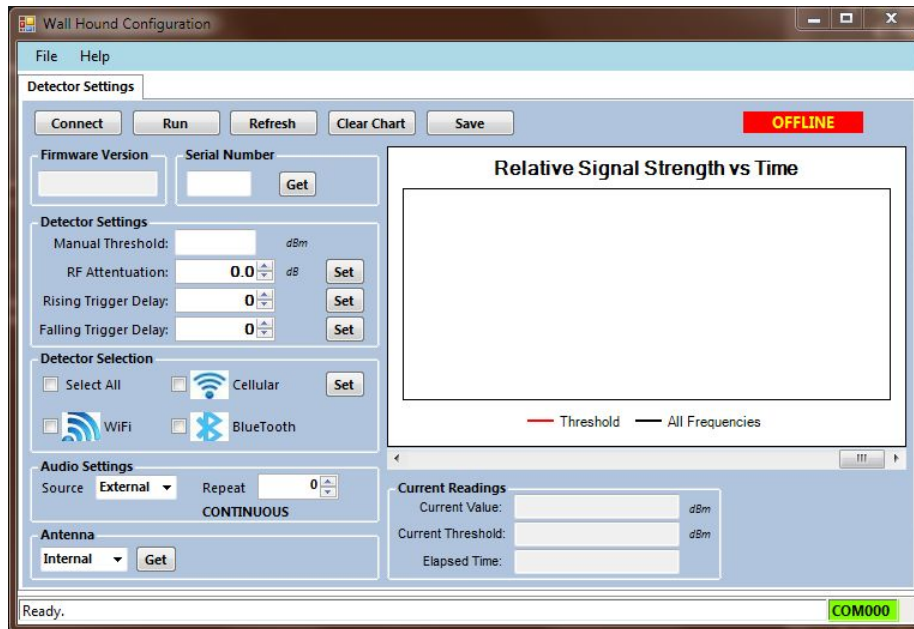 Wall Hound Configuration
File Help
Detector Settings
Connect Run Refresh Clear Chart Save OFFLINE
Firmware Version Serial Number
Get
Detector Settings
Manual Threshold: dBm
RF Attentuation: 0.0 dB Set
Rising Trigger Delay: 0 Set
Falling Trigger Delay: 0 Set
Detector Selection
Select All Cellular Set
WiFi BlueTooth
Audio Settings
Source External Repeat 0
CONTINUOUS
Antenna
Internal Get
Relative Signal Strength vs Time
Threshold All Frequencies
Current Readings
Current Value: dBm
Current Threshold: dBm
Elapsed Time:
Ready. COM000